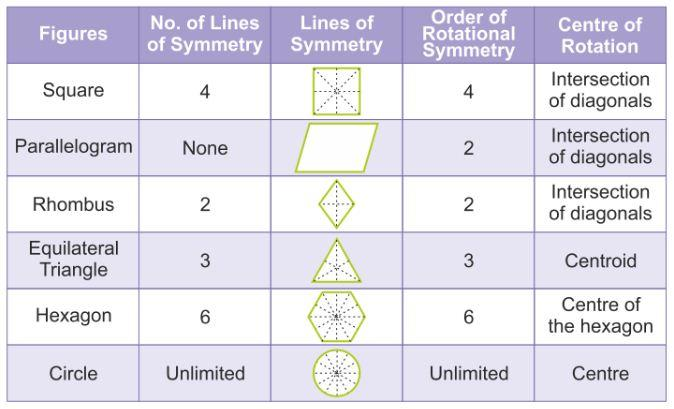 Figures
No. of Lines
of Symmetry
Lines of
Symmetry
Order of
Rotational
Symmetry
Centre of
Rotation
Square
4
4
Intersection
of diagonals
Parallelogram
None
2
Intersection
of diagonals
Rhombus
2
2
Intersection
of diagonals
Equilateral
Triangle
3
3
Centroid
Hexagon
6
6
Centre of
the hexagon
Circle
Unlimited
Unlimited
Centre